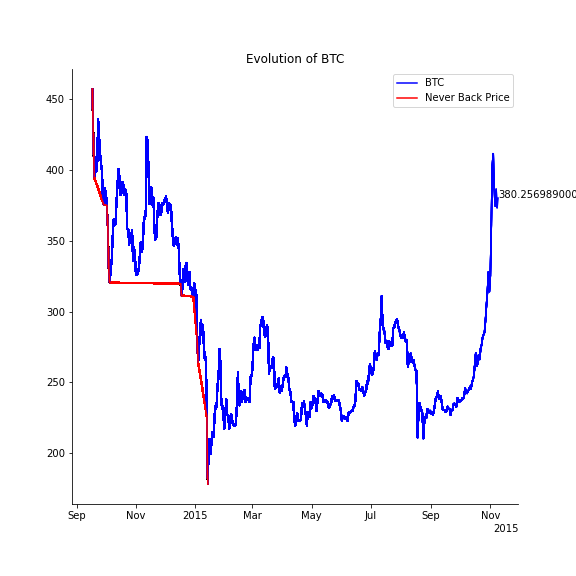 Evolution of BTC
BTC
Never Back Price
450
400
350
300
250
200
380.256989000
Sep
Nov
2015
Mar
May
Jul
Sep
Nov
2015